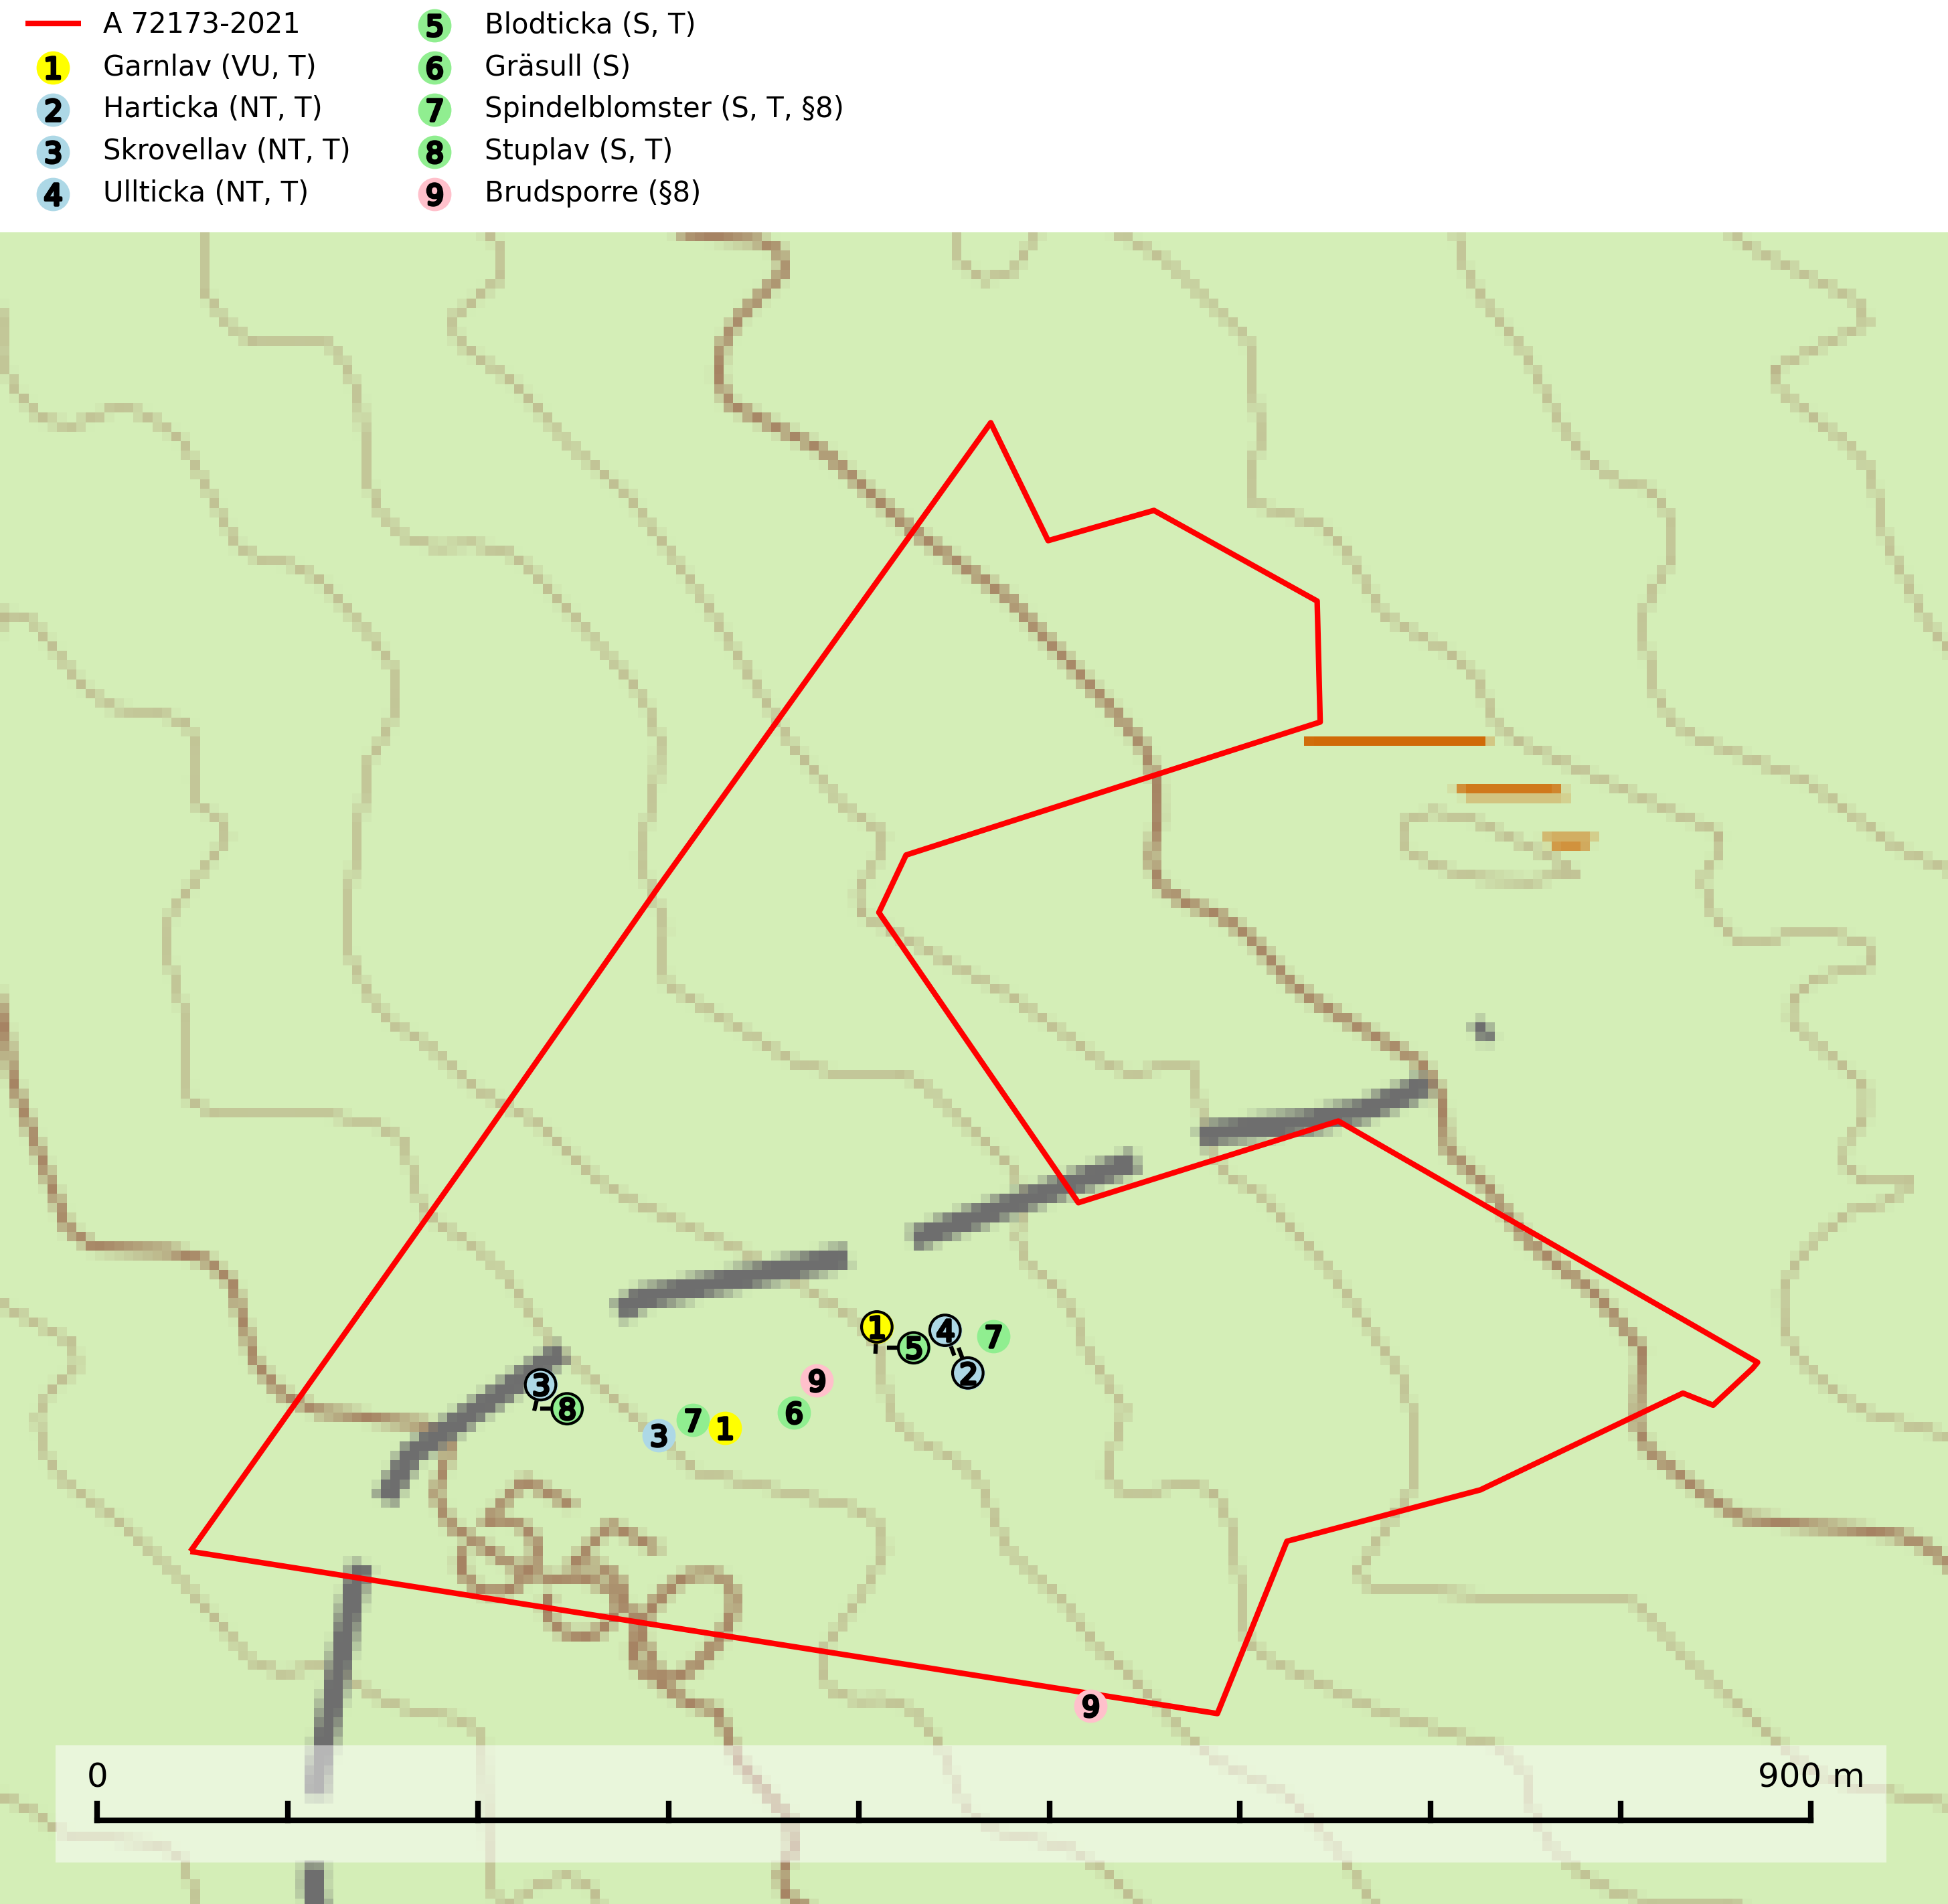 A 72173-2021
1 Garnlav (VU, T)
2 Harticka (NT, T)
3 Skrovellav (NT, T)
4 Ullticka (NT, T)
5 Blodticka (S, T)
6 Gräsull (S)
7 Spindelblomster (S, T, §8)
8 Stuplav (S, T)
9 Brudsporre (§8)
1
4
7
5
2
9
3
8
6
7
1
3
9
0
900 m